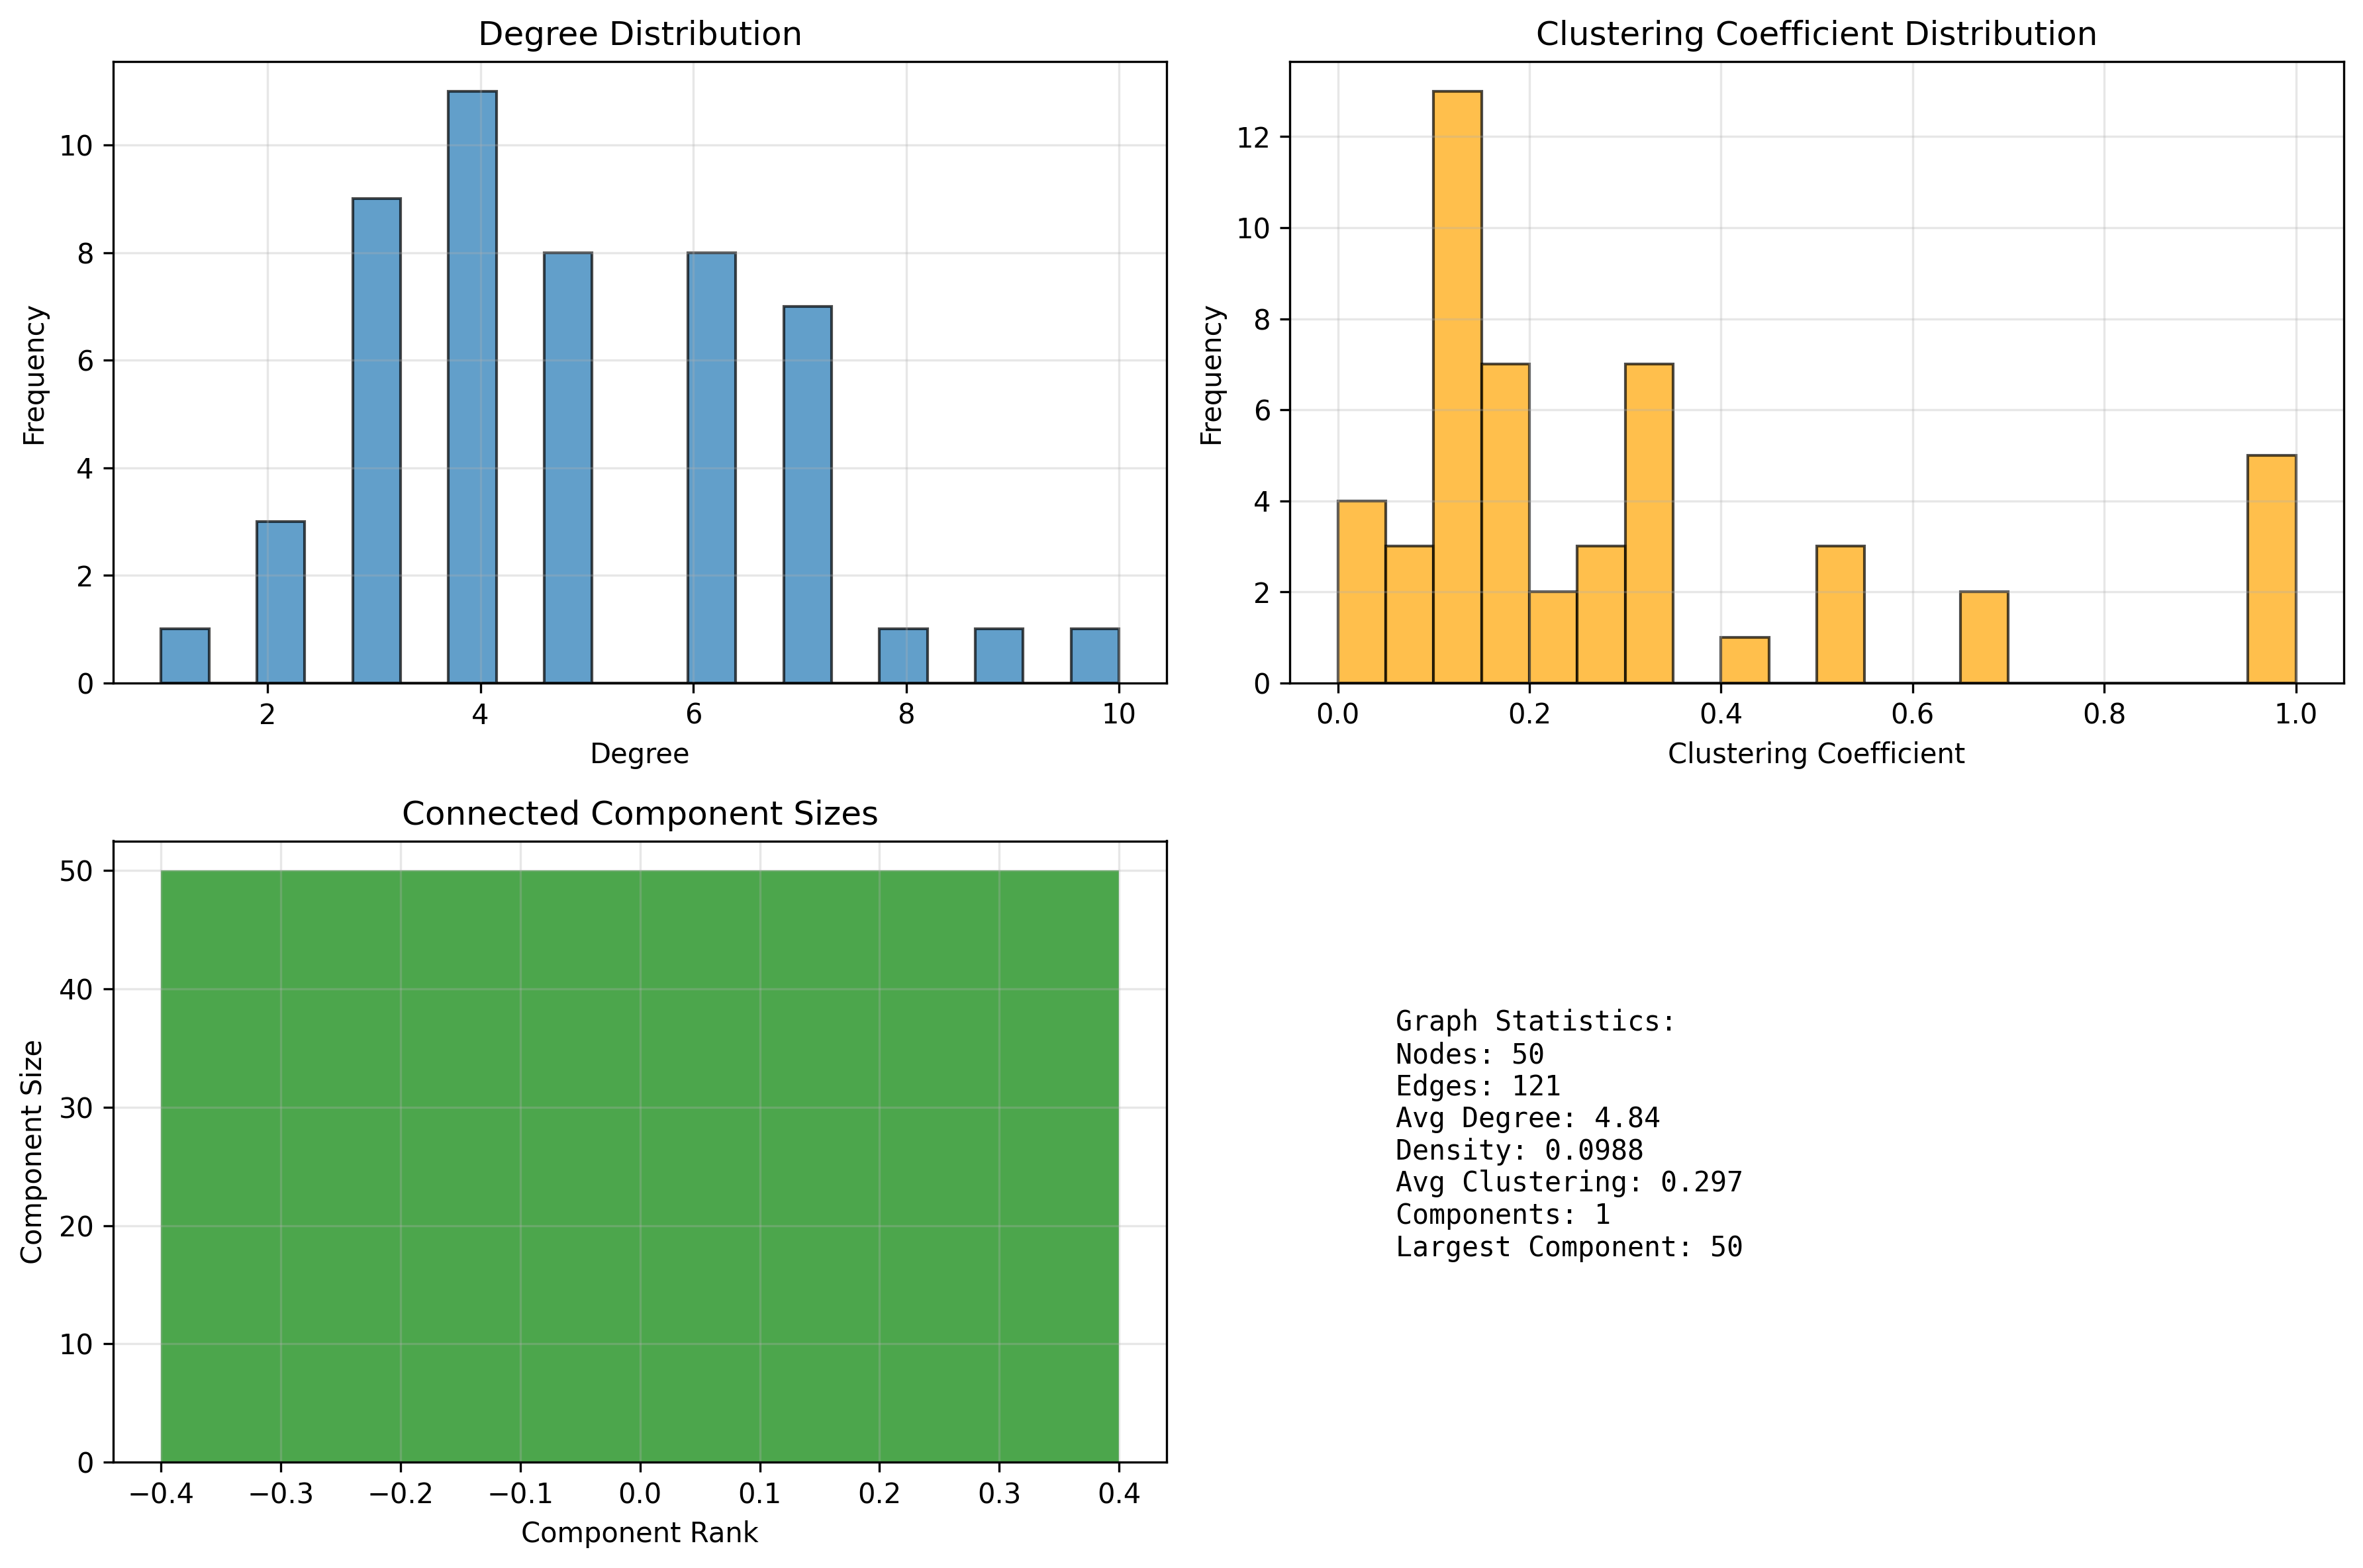 Degree Distribution
10
8
6
4
2
0
Frequency
2 4 6 8 10
Degree
Clustering Coefficient Distribution
12
10
8
6
4
2
0
Frequency
0.0 0.2 0.4 0.6 0.8 1.0
Clustering Coefficient
Connected Component Sizes
50
40
30
20
10
0
Component Size
−0.4 −0.3 −0.2 −0.1 0.0 0.1 0.2 0.3 0.4
Component Rank
Graph Statistics:
Nodes: 50
Edges: 121
Avg Degree: 4.84
Density: 0.0988
Avg Clustering: 0.297
Components: 1
Largest Component: 50